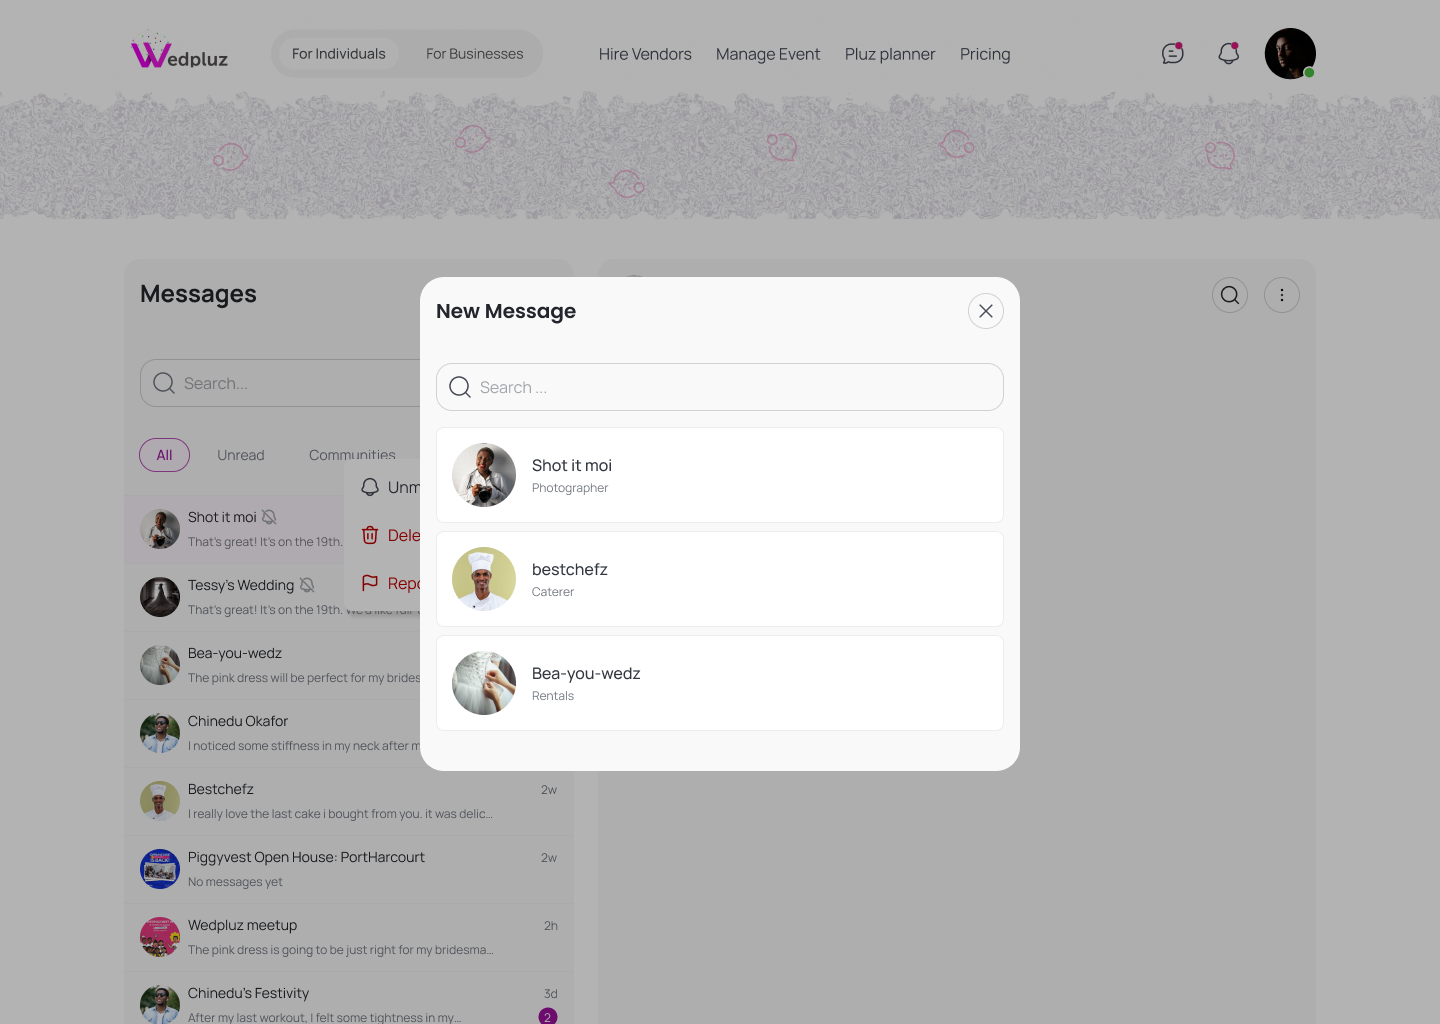 Wedpluz
For Individuals
For Businesses
Hire Vendors
Manage Event
Pluz planner
Pricing
Messages
Search...
All
Unread
Communities
Unm
Dele
Repo
Shot it moi
That's great! It's on the 19th.
Tessy's Wedding
That's great! It's on the 19th.
Bea-you-wedz
The pink dress will be perfect for my brides
Chinedu Okafor
I noticed some stiffness in my neck after m
Bestchefz
2w
I really love the last cake i bought from you. it was delic...
Piggyvest Open House: PortHarcourt
2w
No messages yet
Wedpluz meetup
2h
The pink dress is going to be just right for my bridesma...
Chinedu's Festivity
3d
After my last workout, I felt some tightness in my...
2
New Message
Search ...
Shot it moi
Photographer
bestchefz
Caterer
Bea-you-wedz
Rentals